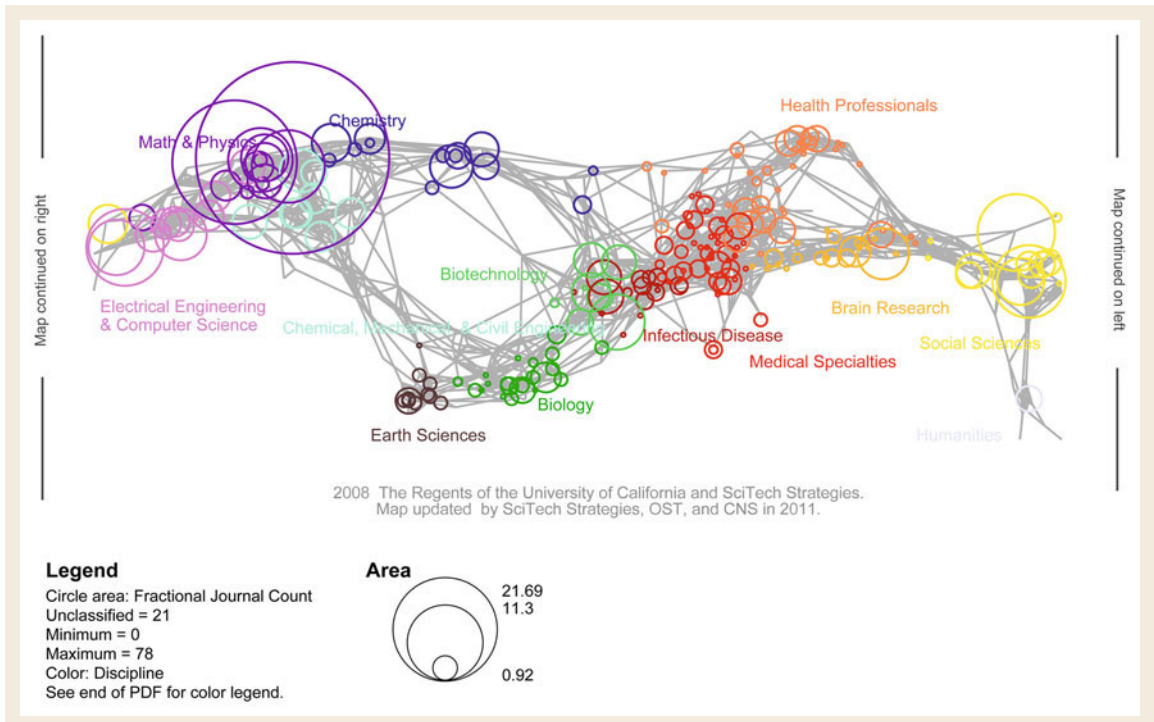 Map continued on right
Math & Physics
Chemistry
Health Professionals
Map continued on left
Biotechnology
Electrical Engineering
& Computer Science
Chemical, Mechanical, & Civil Engineering
Infectious Disease
Brain Research
Social Sciences
Medical Specialties
Biology
Earth Sciences
Humanities
2008 The Regents of the University of California and SciTech Strategies.
Map updated by SciTech Strategies, OST, and CNS in 2011.
Legend
Circle area: Fractional Journal Count
Unclassified = 21
Minimum = 0
Maximum = 78
Color: Discipline
See end of PDF for color legend.
Area
21.69
11.3
0.92